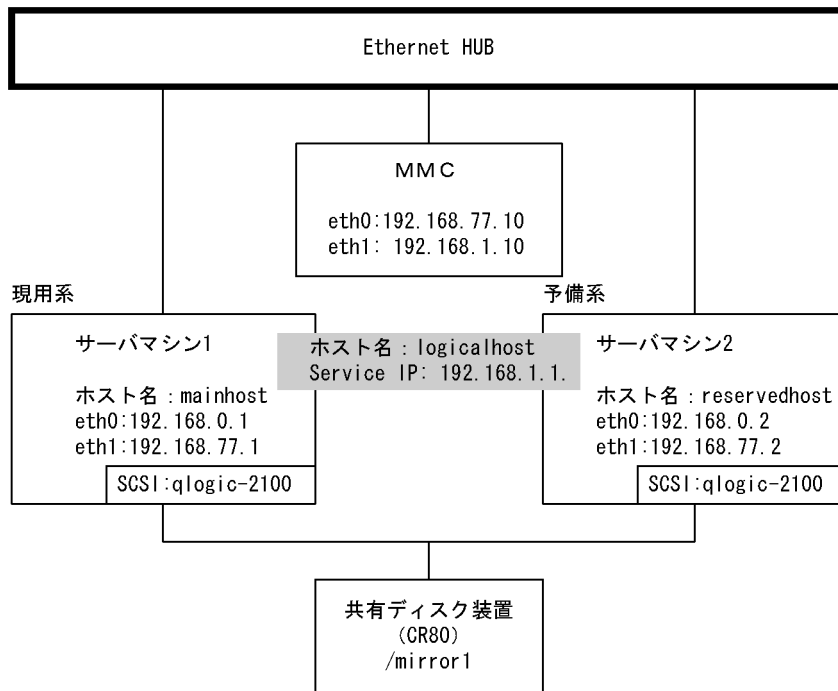 Ethernet HUB
ＭＭＣ
eth0:192.168.77.10
eth1: 192.168.1.10
現用系
予備系
サーバマシン1
ホスト名：mainhost
eth0:192.168.0.1
eth1:192.168.77.1
SCSI:qlogic-2100
ホスト名：logicalhost
Service IP: 192.168.1.1.
サーバマシン2
ホスト名：reservedhost
eth0:192.168.0.2
eth1:192.168.77.2
SCSI:qlogic-2100
共有ディスク装置
(CR80)
/mirror1